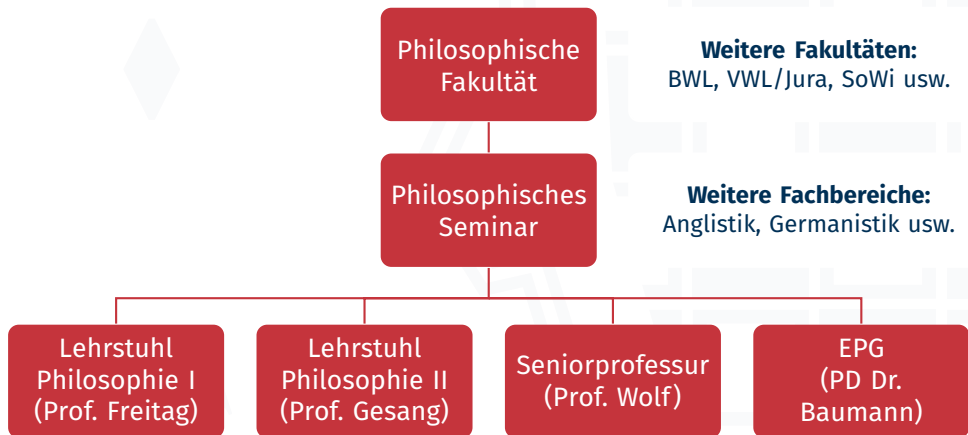 Philosophische
Fakultät
Weitere Fakultäten:
BWL, VWL/Jura, SoWi usw.
Philosophisches
Seminar
Weitere Fachbereiche:
Anglistik, Germanistik usw.
Lehrstuhl
Philosophie I
(Prof. Freitag)
Lehrstuhl
Philosophie II
(Prof. Gesang)
Seniorprofessur
(Prof. Wolf)
EPG
(PD Dr.
Baumann)